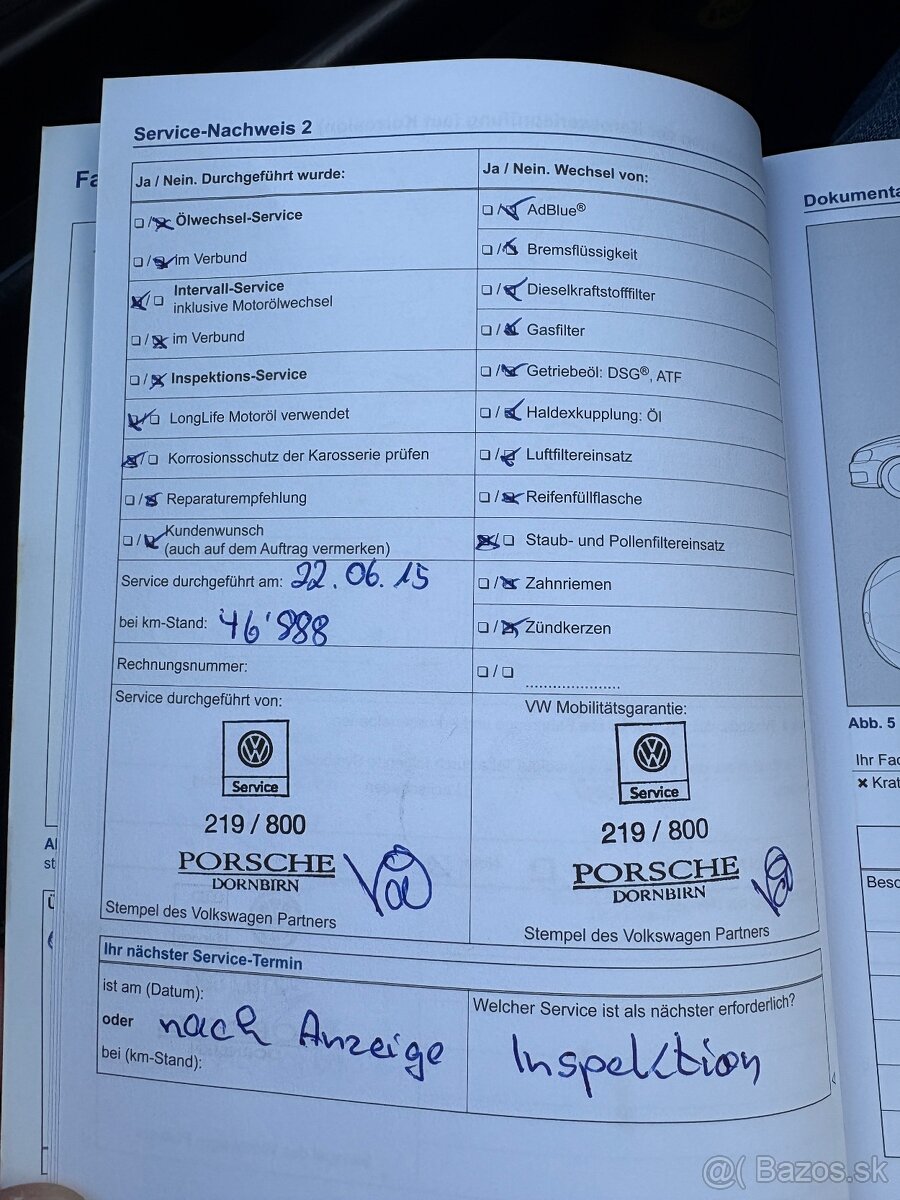 Service-Nachweis 2
Ja / Nein. Durchgeführt wurde:
☐/☒ Ölwechsel-Service
☐/☒ im Verbund
☒/☐ Intervall-Service
inklusive Motorölwechsel
☐/☒ im Verbund
☐/☒ Inspektions-Service
☒/☐ LongLife Motoröl verwendet
☒/☐ Korrosionsschutz der Karosserie prüfen
☐/☒ Reparaturempfehlung
☐/☒ Kundenwunsch
(auch auf dem Auftrag vermerken)
Service durchgeführt am: 22.06.15
bei km-Stand: 46'888
Rechnungsnummer:
Ja / Nein. Wechsel von:
☐/☒ AdBlue®
☐/☒ Bremsflüssigkeit
☐/☒ Dieselkraftstofffilter
☐/☒ Gasfilter
☐/☒ Getriebeöl: DSG®, ATF
☐/☒ Haldexkupplung: Öl
☐/☒ Luftfiltereinsatz
☐/☒ Reifenfüllflasche
☒/☐ Staub- und Pollenfiltereinsatz
☐/☒ Zahnriemen
☐/☒ Zündkerzen
☐/☐ ......................
Service durchgeführt von:
Service
219 / 800
PORSCHE
DORNBIRN
Stempel des Volkswagen Partners
VW Mobilitätsgarantie:
Service
219 / 800
PORSCHE
DORNBIRN
Stempel des Volkswagen Partners
Ihr nächster Service-Termin
ist am (Datum):
oder nach Anzeige
bei (km-Stand):
Welcher Service ist als nächster erforderlich?
Inspektion
Fa
Dokumenta
Abb. 5
Ihr Fac
✖ Krat
Besc
@( Bazos.sk